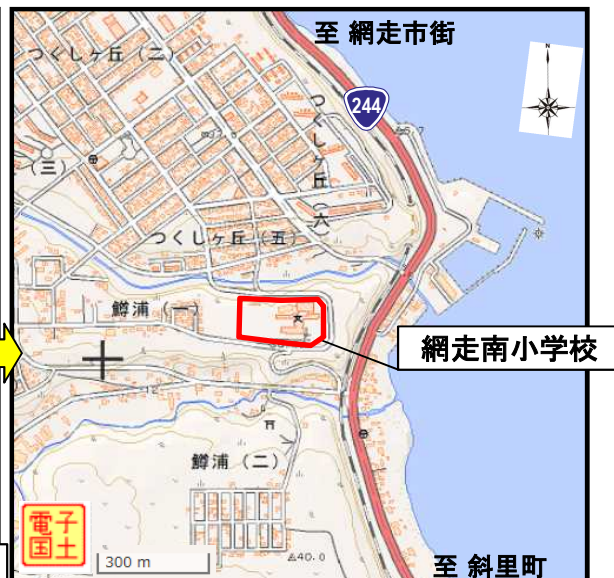 至 網走市街
つくしヶ丘（二）
244
つくしヶ丘（六）
（三）
つくしヶ丘（五）
鱒浦（一）
網走南小学校
鱒浦（二）
電子
国土
300 m
40.0
至 斜里町